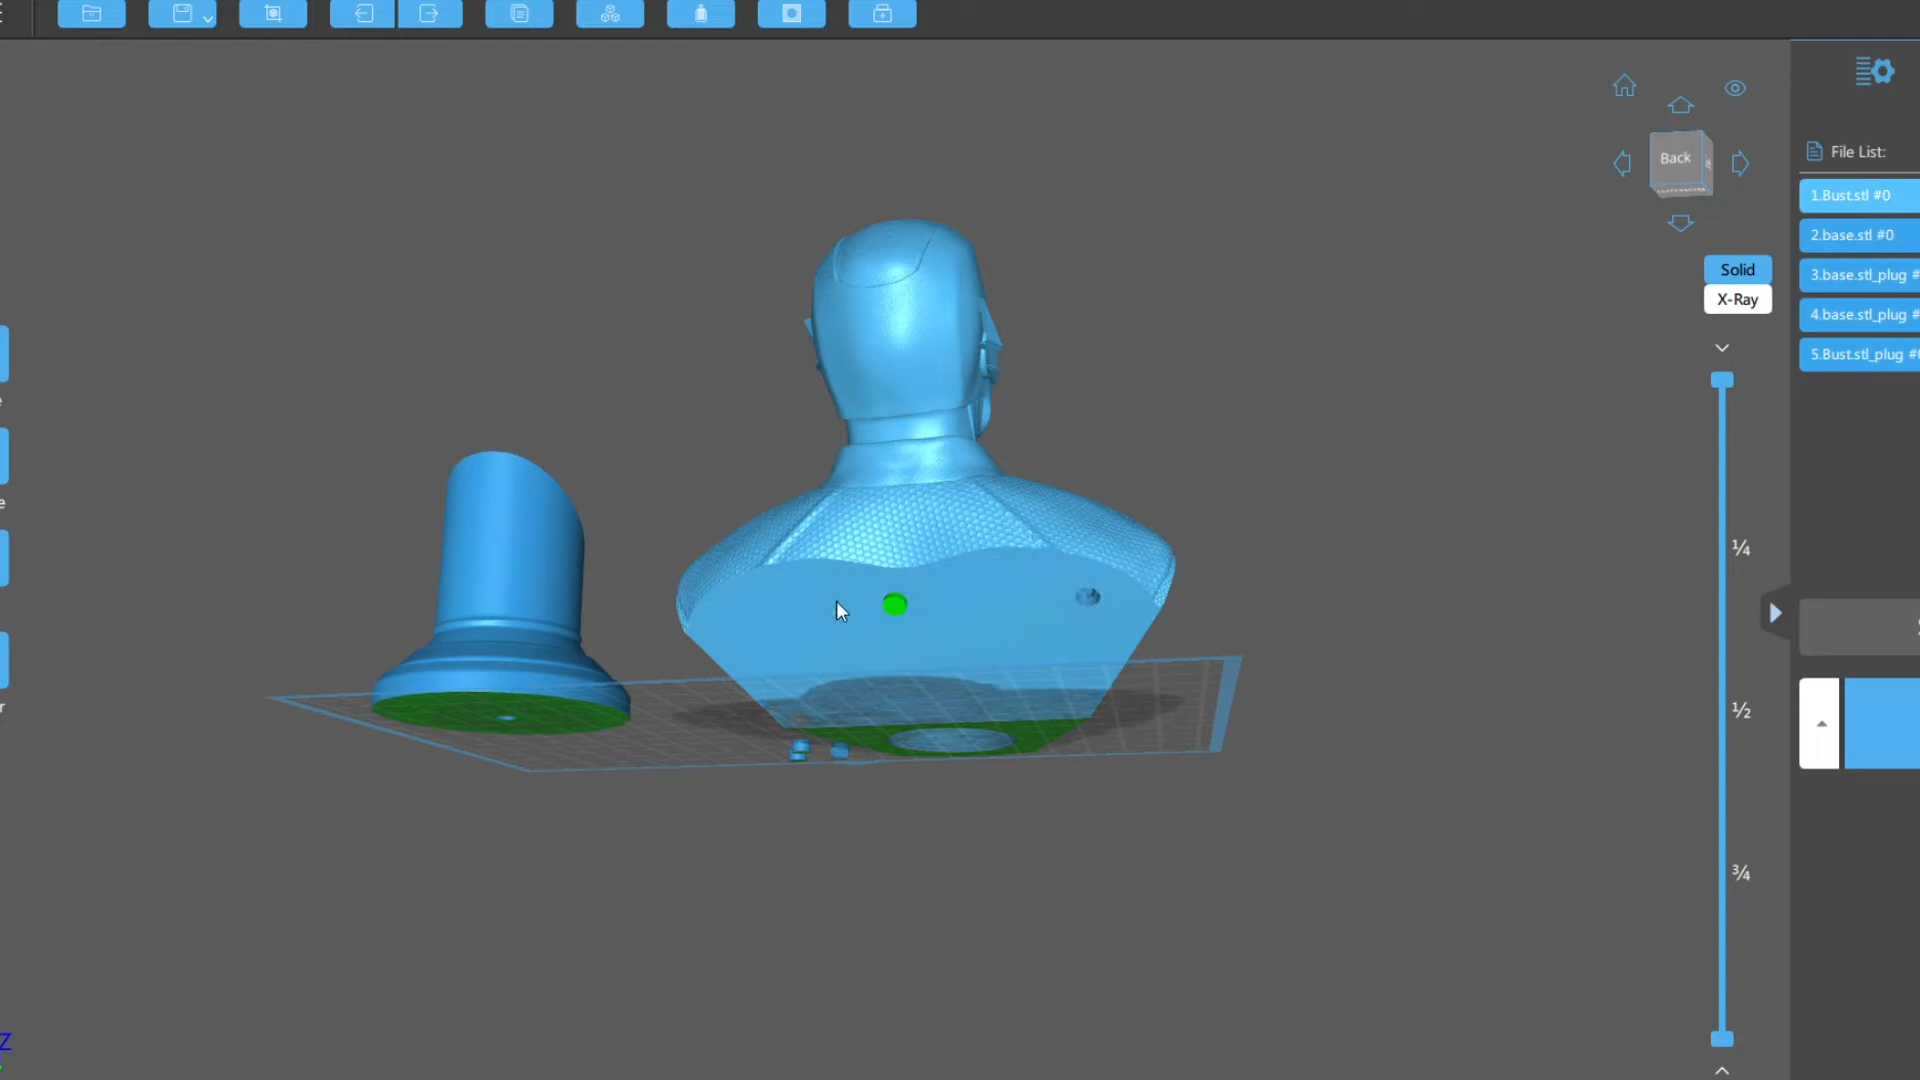 Back
File List:
1.Bust.stl #0
Solid
2.base.stl #0
X-Ray
3.base.stl_plug #
4.base.stl_plug #
5.Bust.stl_plug #
e
e
r
¼
½
¾
Z